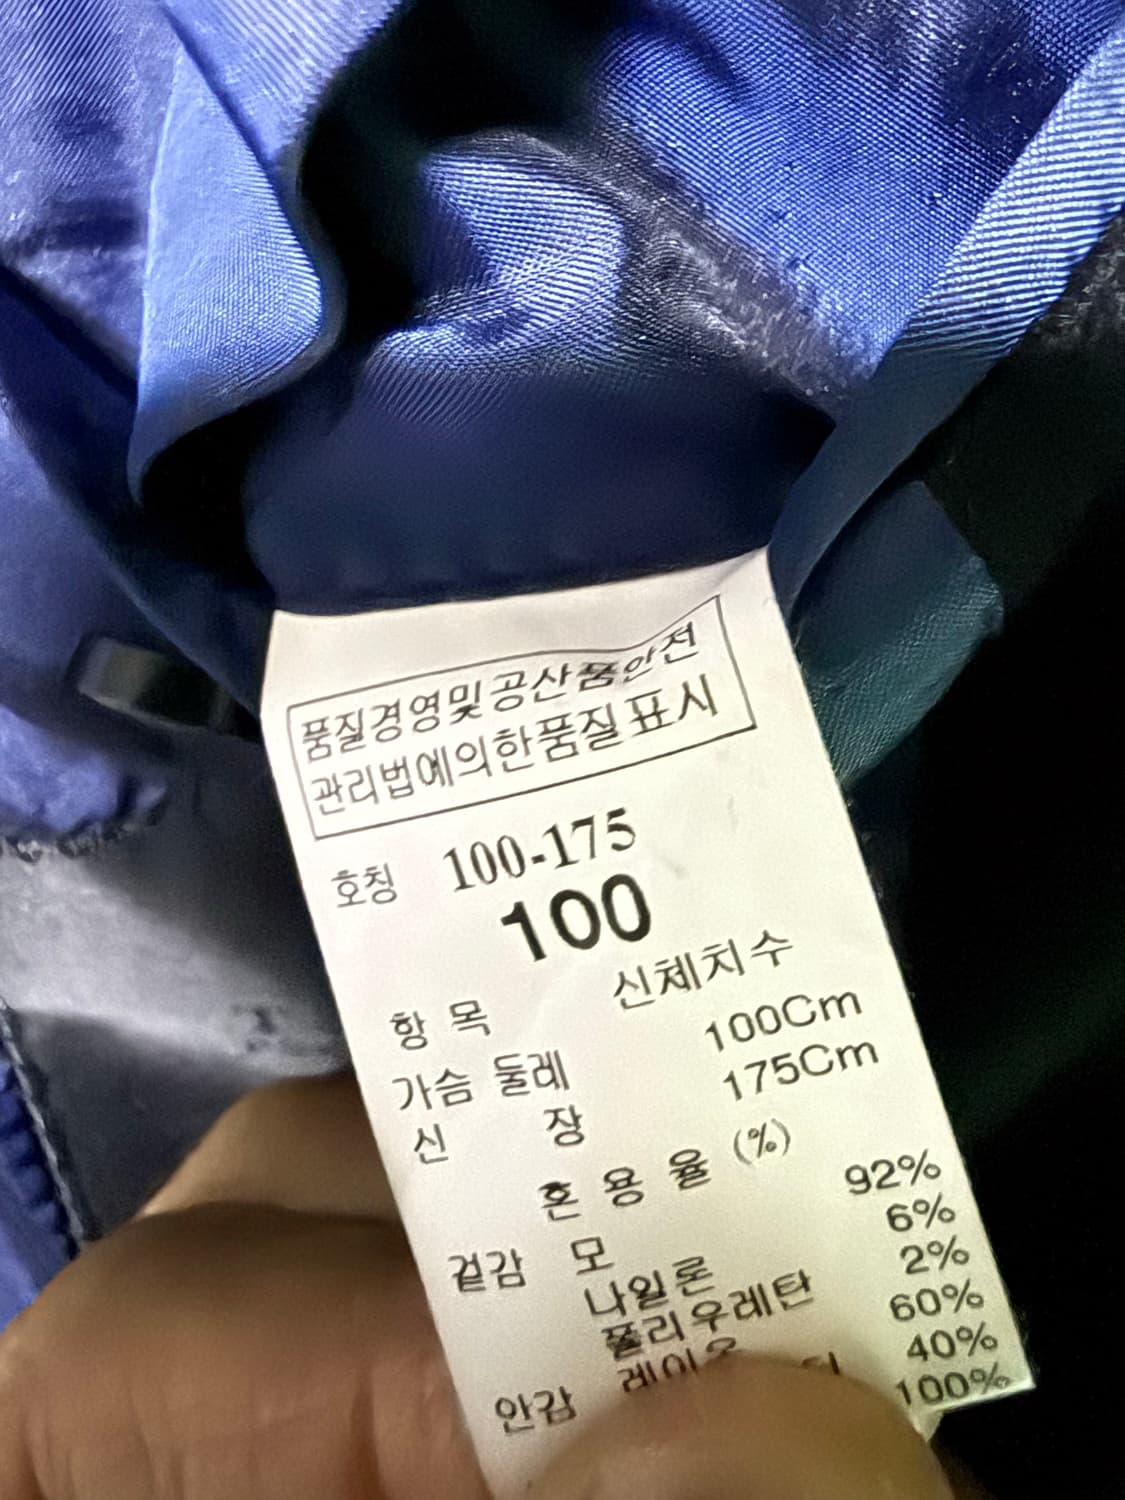 품질경영및공산품안전
관리법에의한품질표시
호칭 100-175
100
항 목 신체치수
가슴 둘레 100Cm
신 장 175Cm
혼 용 율 (%)
겉감 모 92%
나일론 6%
폴리우레탄 2%
안감 60%
40%
100%